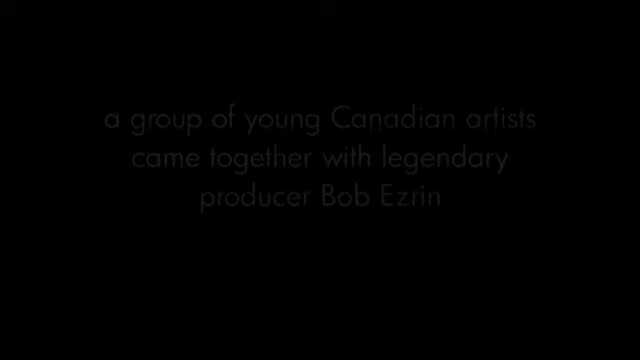 a group of young Canadian artists
came together with legendary
producer Bob Ezrin